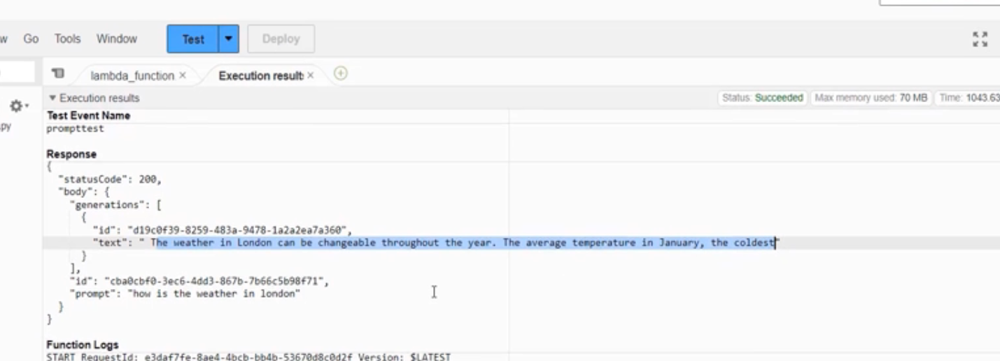 w Go Tools Window Test Deploy
lambda_function × Execution result: ×
Execution results Status: Succeeded Max memory used: 70 MB Time: 1043.63
Test Event Name
py prompttest
Response
{
"statusCode": 200,
"body": {
"generations": [
{
"id": "d19c0f39-8259-483a-9478-1a2a2ea7a360",
"text": " The weather in London can be changeable throughout the year. The average temperature in January, the coldest"
}
],
"id": "cba0cbf0-3ec6-4dd3-867b-7b66c5b98f71",
"prompt": "how is the weather in london"
}
}
Function Logs
START RequestId: e3daf7fe-8ae4-4bcb-bb4b-53670d8c0d2f Version: $LATEST